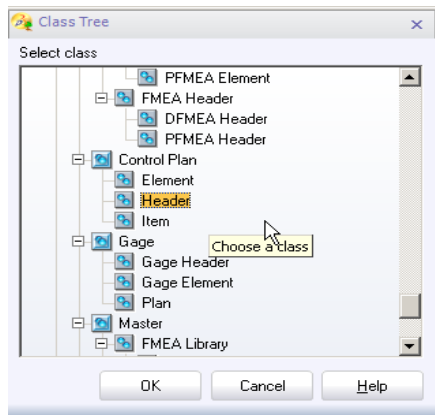 Class Tree
Select class
PFMEA Element
FMEA Header
DFMEA Header
PFMEA Header
Control Plan
Element
Header
Item
Gage
Choose a class
Gage Header
Gage Element
Plan
Master
FMEA Library
OK Cancel Help